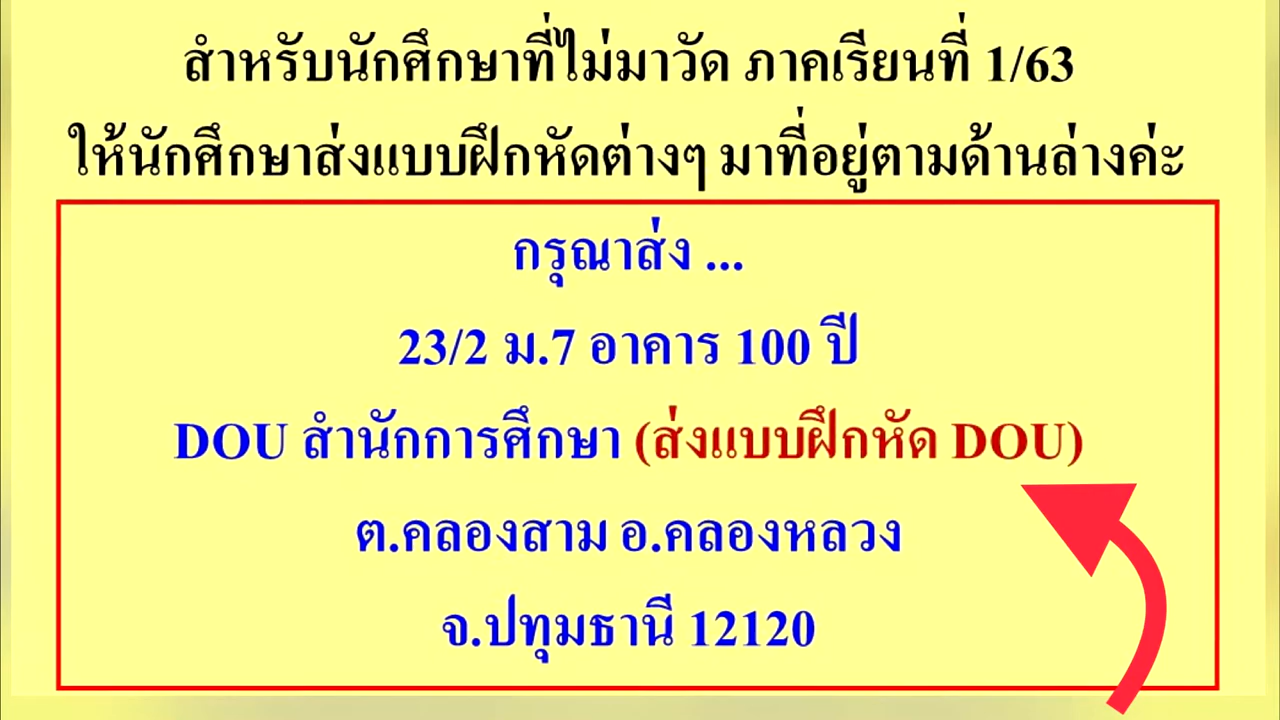 สำหรับนักศึกษาที่ไม่มาวัด ภาคเรียนที่ 1/63
ให้นักศึกษาส่งแบบฝึกหัดต่างๆ มาที่อยู่ตามด้านล่างค่ะ
กรุณาส่ง ...
23/2 ม.7 อาคาร 100 ปี
DOU สำนักการศึกษา (ส่งแบบฝึกหัด DOU)
ต.คลองสาม อ.คลองหลวง
จ.ปทุมธานี 12120